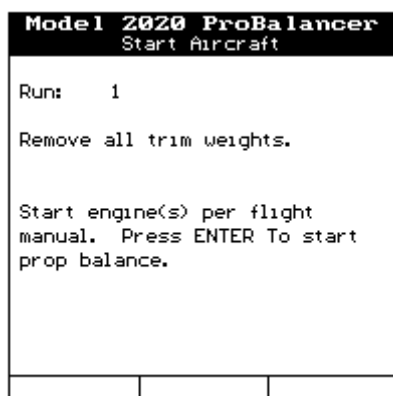 Model 2020 ProBalancer
Start Aircraft
Run: 1
Remove all trim weights.
Start engine(s) per flight
manual. Press ENTER To start
prop balance.